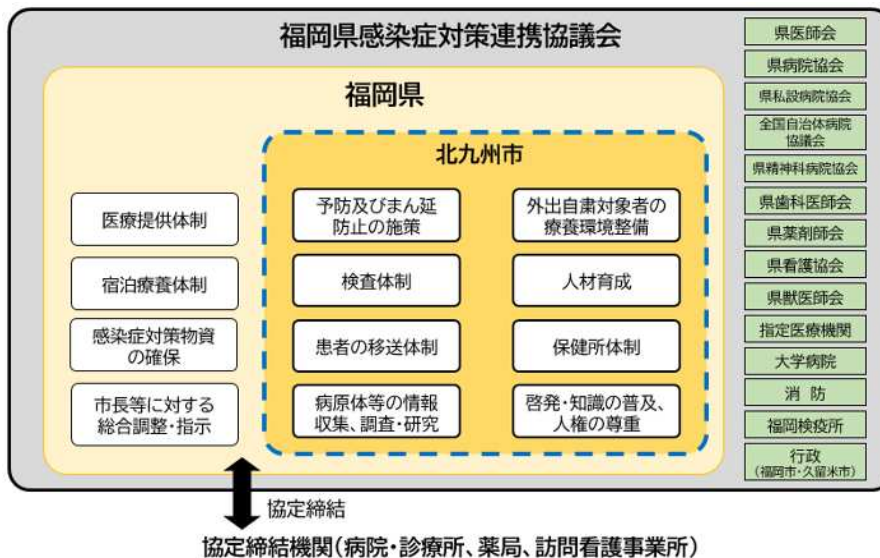 福岡県感染症対策連携協議会
福岡県
北九州市
医療提供体制
宿泊療養体制
感染症対策物資
の確保
市長等に対する
総合調整・指示
予防及びまん延
防止の施策
外出自粛対象者の
療養環境整備
検査体制
人材育成
患者の移送体制
保健所体制
病原体等の情報
収集、調査・研究
啓発・知識の普及、
人権の尊重
県医師会
県病院協会
県私設病院協会
全国自治体病院
協議会
県精神科病院協会
県歯科医師会
県薬剤師会
県看護協会
県獣医師会
指定医療機関
大学病院
消 防
福岡検疫所
行政
(福岡市・久留米市)
協定締結
協定締結機関(病院・診療所、薬局、訪問看護事業所)